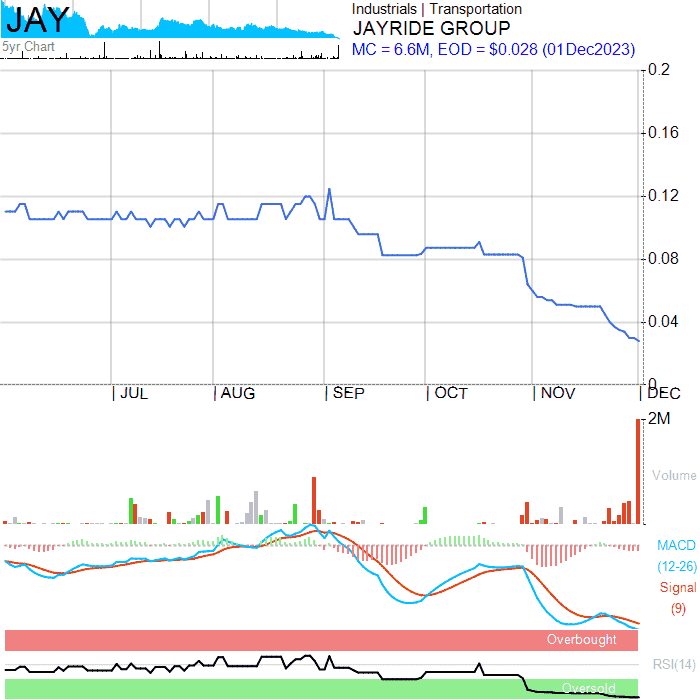 JAY
5yr Chart
Industrials | Transportation
JAYRIDE GROUP
MC = 6.6M, EOD = $0.028 (01Dec2023)
0.2
0.16
0.12
0.08
0.04
0
JUL AUG SEP OCT NOV DEC
2M
Volume
MACD
(12-26)
Signal
(9)
Overbought
RSI(14)
Oversold